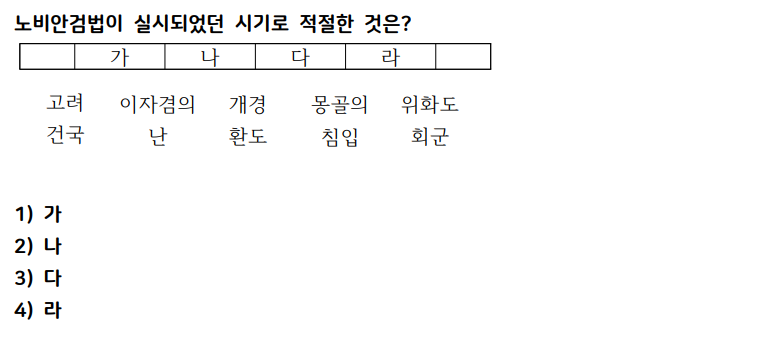 노비안검법이 실시되었던 시기로 적절한 것은?
가 나 다 라
고려 이자겸의 개경 몽골의 위화도
건국 난 환도 침입 회군
1) 가
2) 나
3) 다
4) 라